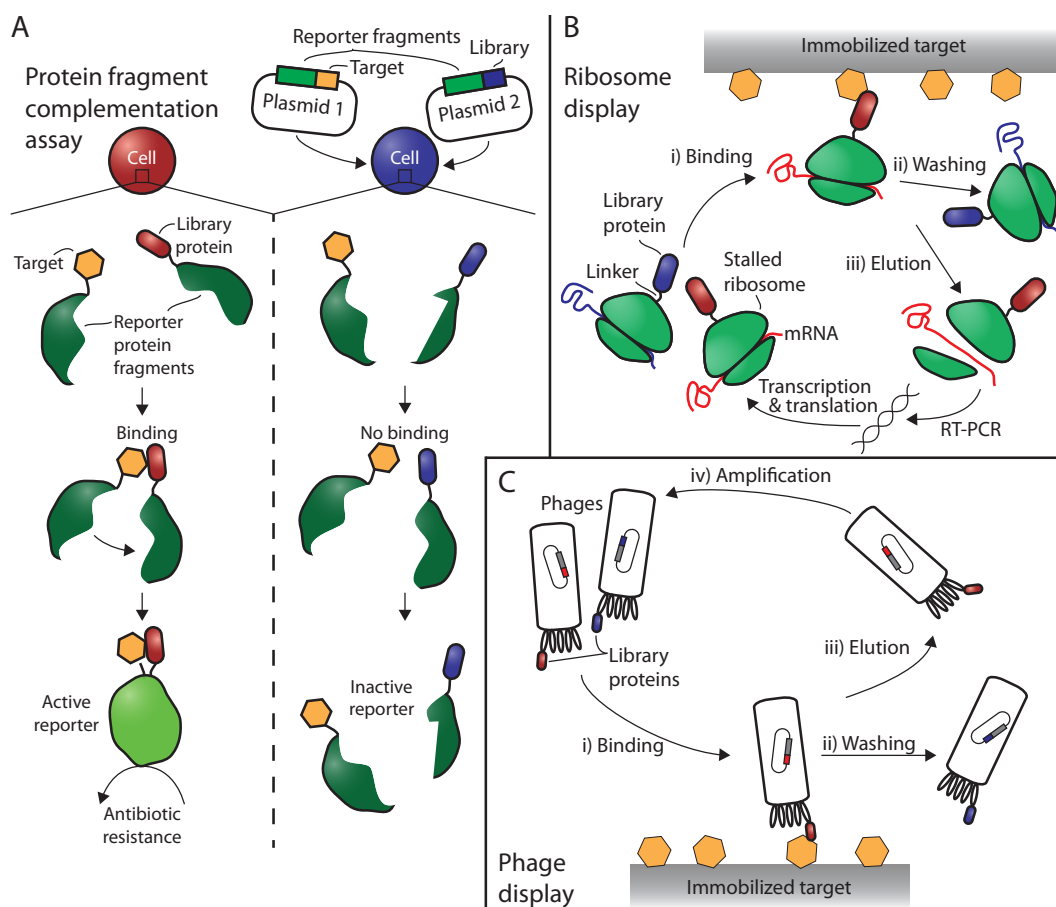 A
Protein fragment
complementation
assay
Reporter fragments
Library
Target
Plasmid 1
Plasmid 2
Cell
Cell
Target
Library
protein
Reporter
protein
fragments
Binding
No binding
Active
reporter
Inactive
reporter
Antibiotic
resistance
B
Ribosome
display
Immobilized target
i) Binding
ii) Washing
Library
protein
Linker
Stalled
ribosome
mRNA
iii) Elution
Transcription
& translation
RT-PCR
C
iv) Amplification
Phages
Library
proteins
iii) Elution
i) Binding
ii) Washing
Phage
display
Immobilized target